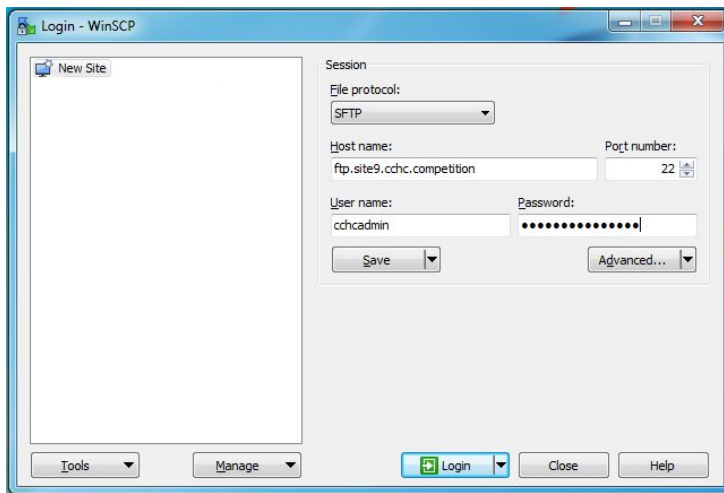 Login - WinSCP
New Site
Session
File protocol:
SFTP
Host name:
Port number:
ftp.site9.cchc.competition
22
User name:
Password:
cchcadmin
●●●●●●●●●●●●●●●
Save
Advanced...
Tools
Manage
Login
Close
Help